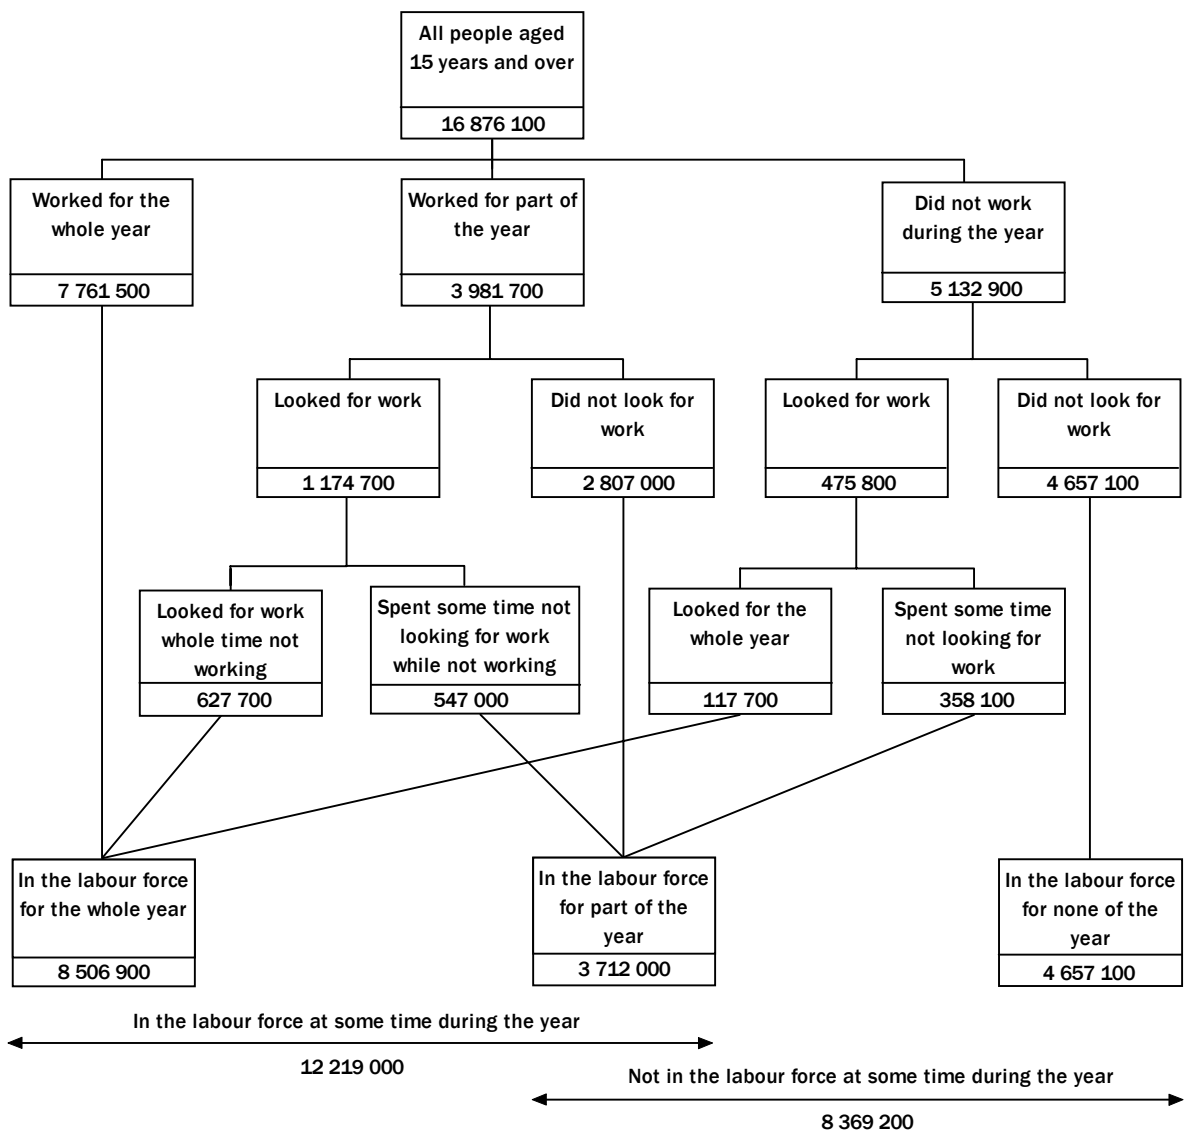 All people aged
15 years and over
16 876 100
Worked for the
whole year
7 761 500
Worked for part of
the year
3 981 700
Did not work
during the year
5 132 900
Looked for work
1 174 700
Did not look for
work
2 807 000
Looked for work
475 800
Did not look for
work
4 657 100
Looked for work
whole time not
working
627 700
Spent some time not
looking for work
while not working
547 000
Looked for the
whole year
117 700
Spent some time
not looking for
work
358 100
In the labour force
for the whole year
8 506 900
In the labour force
for part of the
year
3 712 000
In the labour force
for none of the
year
4 657 100
In the labour force at some time during the year
12 219 000
Not in the labour force at some time during the year
8 369 200